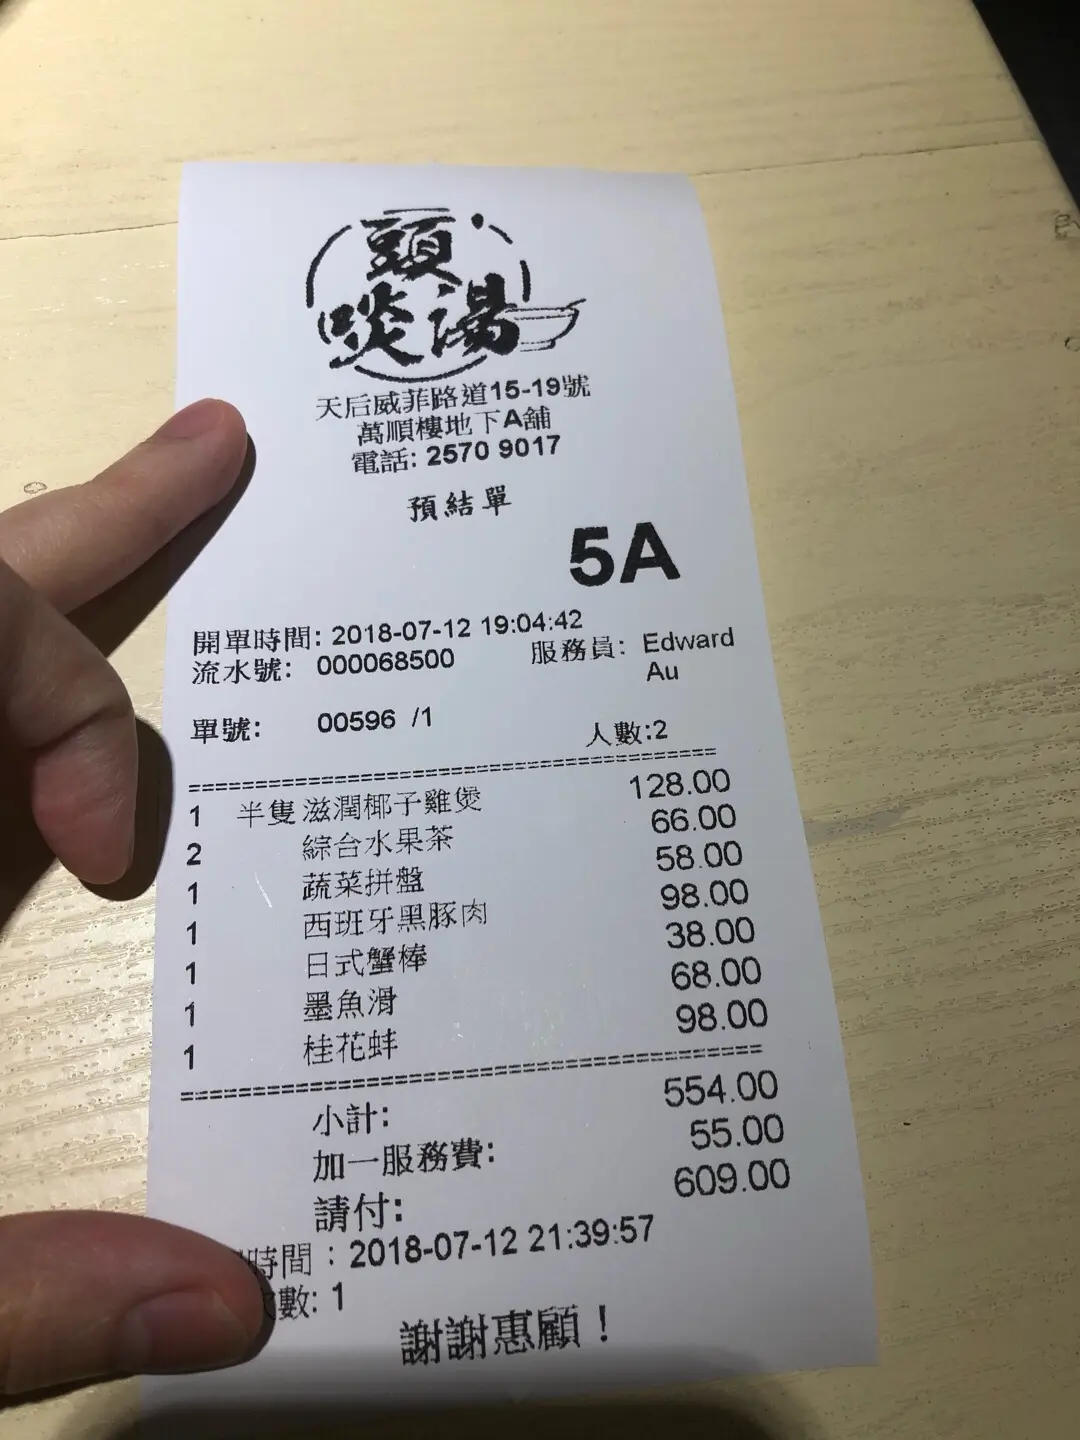 頭
啖湯
天后威菲路道15-19號
萬順樓地下A舖
電話: 2570 9017
預結單
5A
開單時間: 2018-07-12 19:04:42
流水號: 000068500 服務員: Edward
Au
單號: 00596 /1
人數:2
1 半隻滋潤椰子雞煲 128.00
2 綜合水果茶 66.00
1 蔬菜拼盤 58.00
1 西班牙黑豚肉 98.00
1 日式蟹棒 38.00
1 墨魚滑 68.00
1 桂花蚌 98.00
小計: 554.00
加一服務費: 55.00
請付: 609.00
時間：2018-07-12 21:39:57
數: 1
謝謝惠顧！